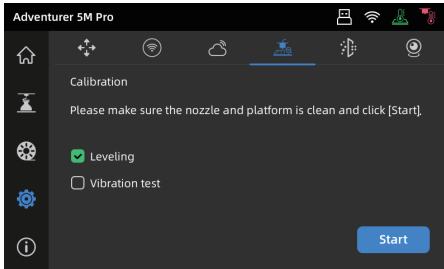 Adventurer 5M Pro
Calibration
Please make sure the nozzle and platform is clean and click [Start].
Leveling
Vibration test
Start